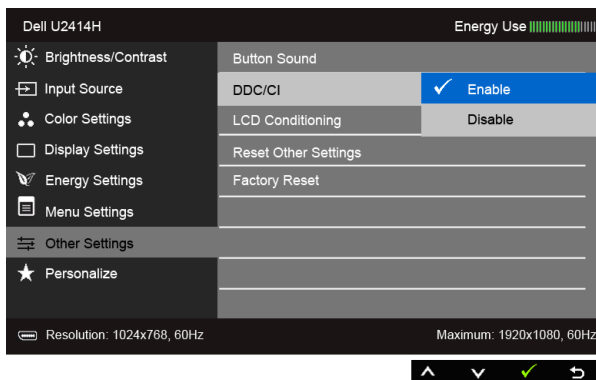 Dell U2414H Energy Use
Brightness/Contrast Button Sound
Input Source DDC/CI Enable
Color Settings LCD Conditioning Disable
Display Settings Reset Other Settings
Energy Settings Factory Reset
Menu Settings
Other Settings
Personalize
Resolution: 1024x768, 60Hz Maximum: 1920x1080, 60Hz